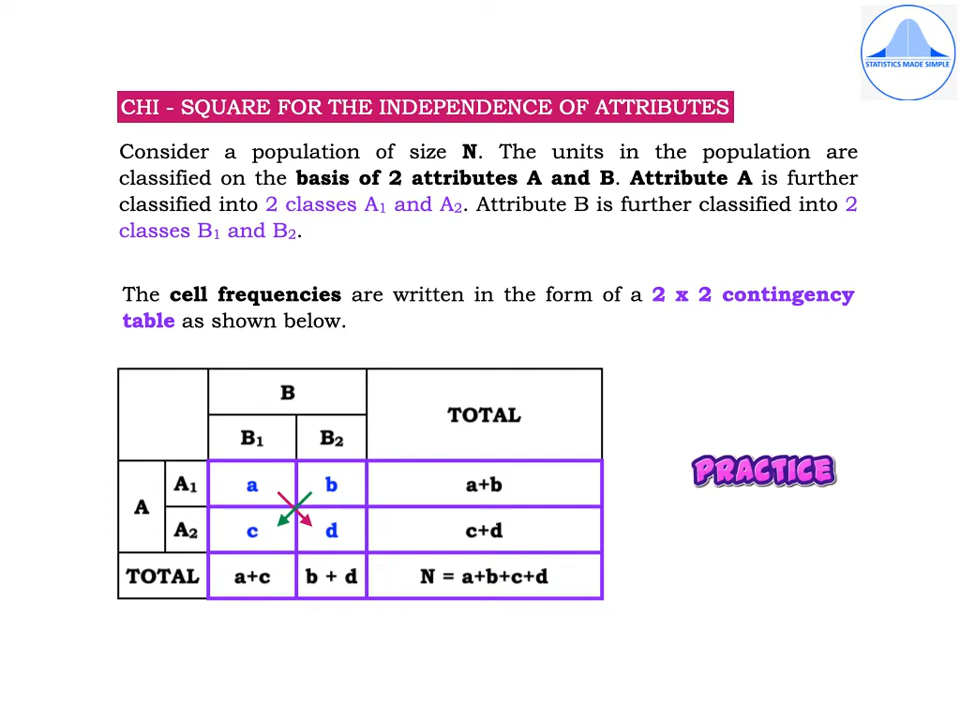 STATISTICS MADE SIMPLE
CHI - SQUARE FOR THE INDEPENDENCE OF ATTRIBUTES
Consider a population of size N. The units in the population are
classified on the basis of 2 attributes A and B. Attribute A is further
classified into 2 classes A₁ and A₂. Attribute B is further classified into 2
classes B₁ and B₂.
The cell frequencies are written in the form of a 2 x 2 contingency
table as shown below.
B TOTAL
B₁ B₂
A A₁ a b a+b
A₂ c d c+d
TOTAL a+c b + d N = a+b+c+d
PRACTICE